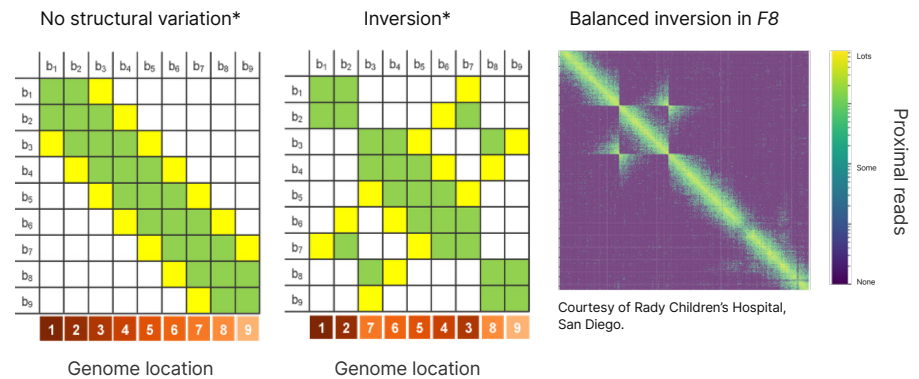 No structural variation*
b1 b2 b3 b4 b5 b6 b7 b8 b9
b1
b2
b3
b4
b5
b6
b7
b8
b9
1 2 3 4 5 6 7 8 9
Genome location
Inversion*
b1 b2 b3 b4 b5 b6 b7 b8 b9
b1
b2
b3
b4
b5
b6
b7
b8
b9
1 2 7 6 5 4 3 8 9
Genome location
Balanced inversion in F8
Lots
Some
None
Proximal reads
Courtesy of Rady Children's Hospital,
San Diego.